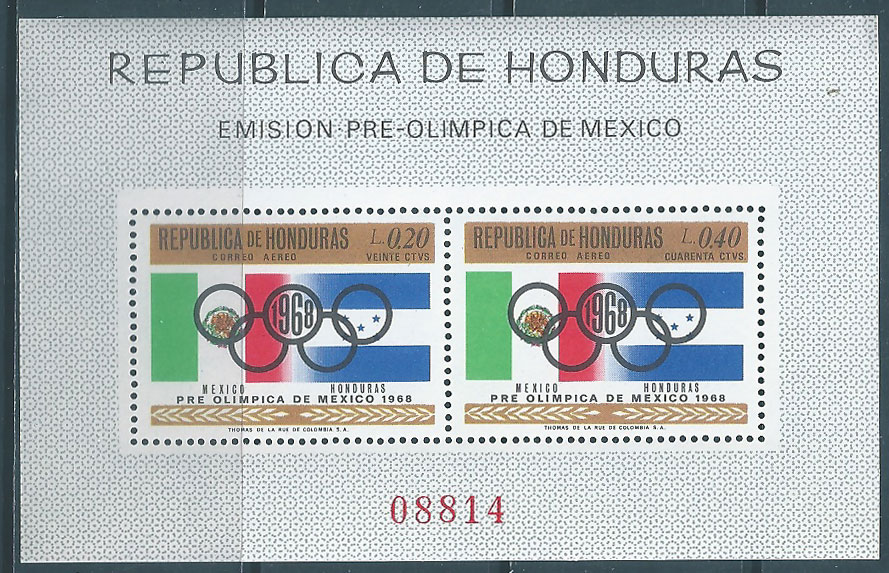 REPUBLICA DE HONDURAS
EMISION PRE-OLIMPICA DE MEXICO
REPUBLICA DE HONDURAS L.0.20
CORREO AEREO VEINTE CTVS
1968
MEXICO HONDURAS
PRE OLIMPICA DE MEXICO 1968
THOMAS DE LA RUE DE COLOMBIA S.A.
REPUBLICA DE HONDURAS L.0.40
CORREO AEREO CUARENTA CTVS
1968
MEXICO HONDURAS
PRE OLIMPICA DE MEXICO 1968
THOMAS DE LA RUE DE COLOMBIA S.A.
08814